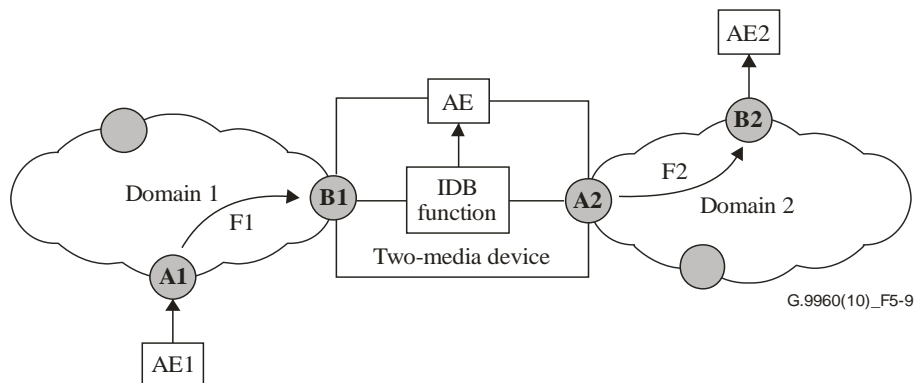 AE2
AE
B2
F2
Domain 1
B1
IDB
function
A2
Domain 2
F1
Two-media device
A1
G.9960(10)_F5-9
AE1